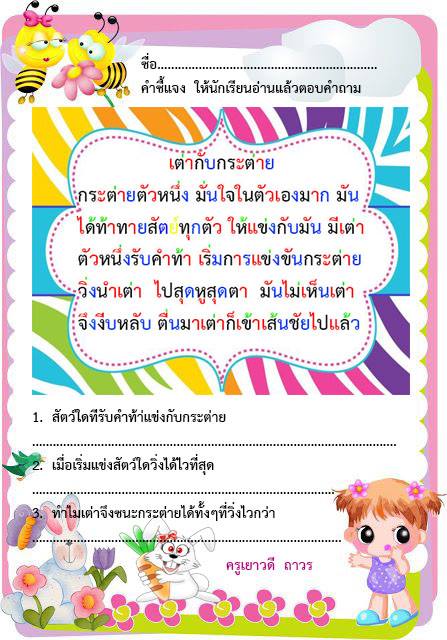 ชื่อ................................................................
คำชี้แจง ให้นักเรียนอ่านแล้วตอบคำถาม
เต่ากับกระต่าย
กระต่ายตัวหนึ่ง มั่นใจในตัวเองมาก มัน
ได้ท้าทายสัตย์ทุกตัว ให้แข่งกับมัน มีเต่า
ตัวหนึ่งรับคำท้า เริ่มการแข่งขันกระต่าย
วิ่งนำเต่า ไปสุดหูสุดตา มันไม่เห็นเต่า
จึงงีบหลับ ตื่นมาเต่าก็เข้าเส้นชัยไปแล้ว
1. สัตว์ใดที่รับคำท้าแข่งกับกระต่าย
................................................................
2. เมื่อเริ่มแข่งสัตว์ใดวิ่งได้ไวที่สุด
................................................................
3. ทำไมเต่าจึงชนะกระต่ายได้ทั้งๆที่วิ่งไวกว่า
................................................................
ครูเยาวดี ถาวร